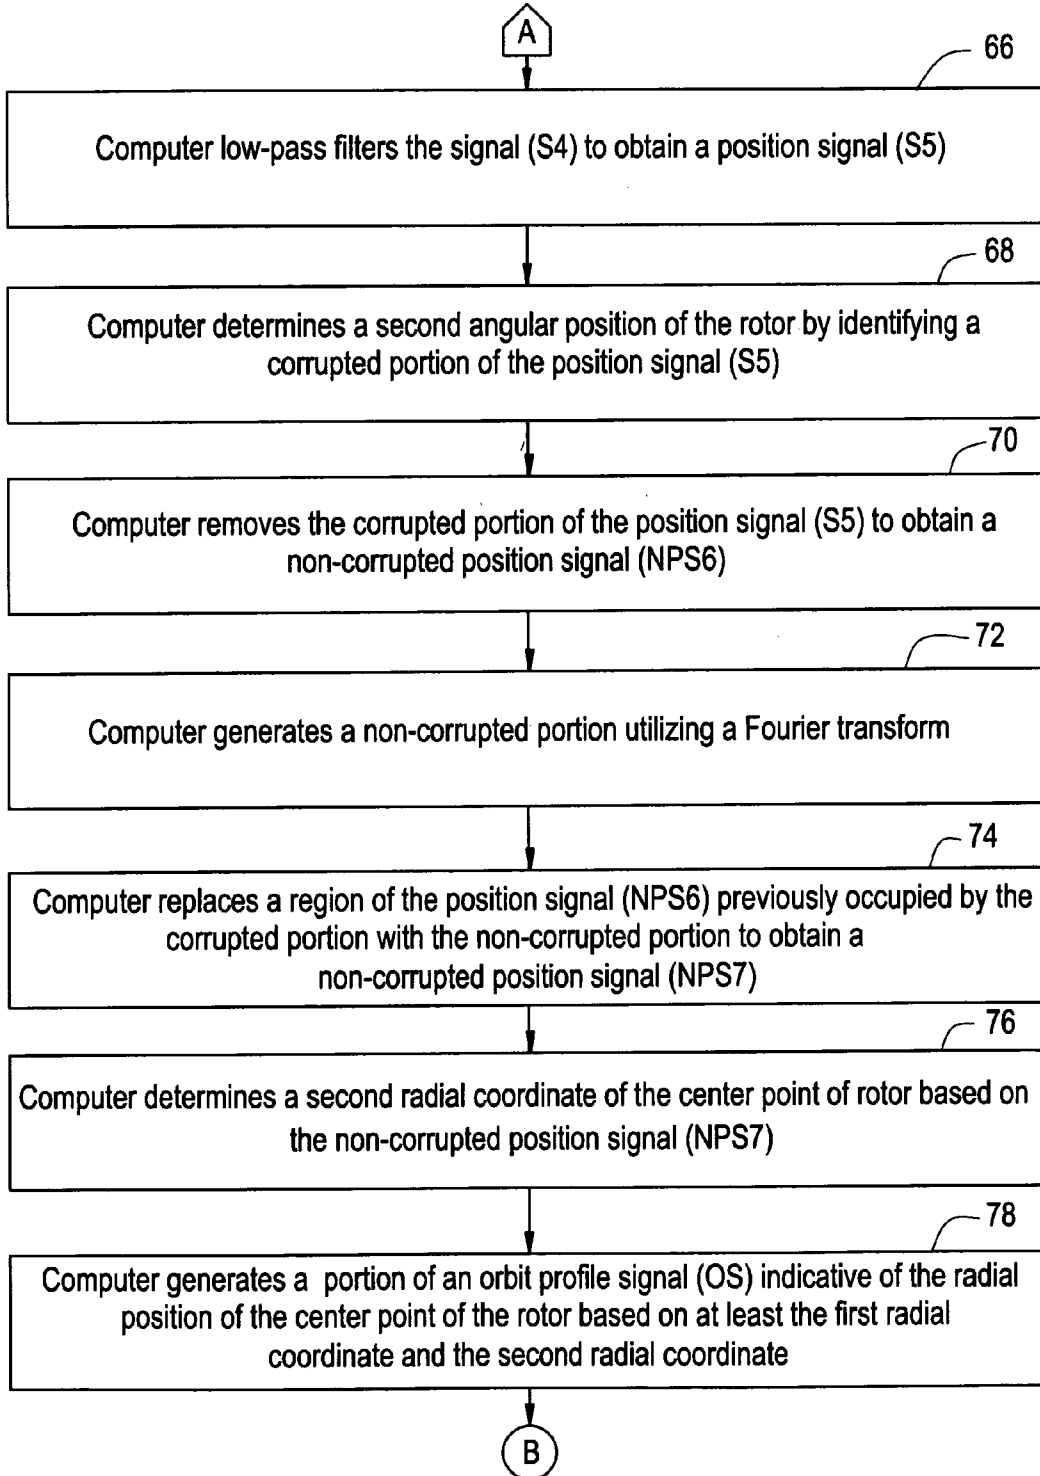 A
66
Computer low-pass filters the signal (S4) to obtain a position signal (S5)
68
Computer determines a second angular position of the rotor by identifying a
corrupted portion of the position signal (S5)
70
Computer removes the corrupted portion of the position signal (S5) to obtain a
non-corrupted position signal (NPS6)
72
Computer generates a non-corrupted portion utilizing a Fourier transform
74
Computer replaces a region of the position signal (NPS6) previously occupied by the
corrupted portion with the non-corrupted portion to obtain a
non-corrupted position signal (NPS7)
76
Computer determines a second radial coordinate of the center point of rotor based on
the non-corrupted position signal (NPS7)
78
Computer generates a portion of an orbit profile signal (OS) indicative of the radial
position of the center point of the rotor based on at least the first radial
coordinate and the second radial coordinate
B